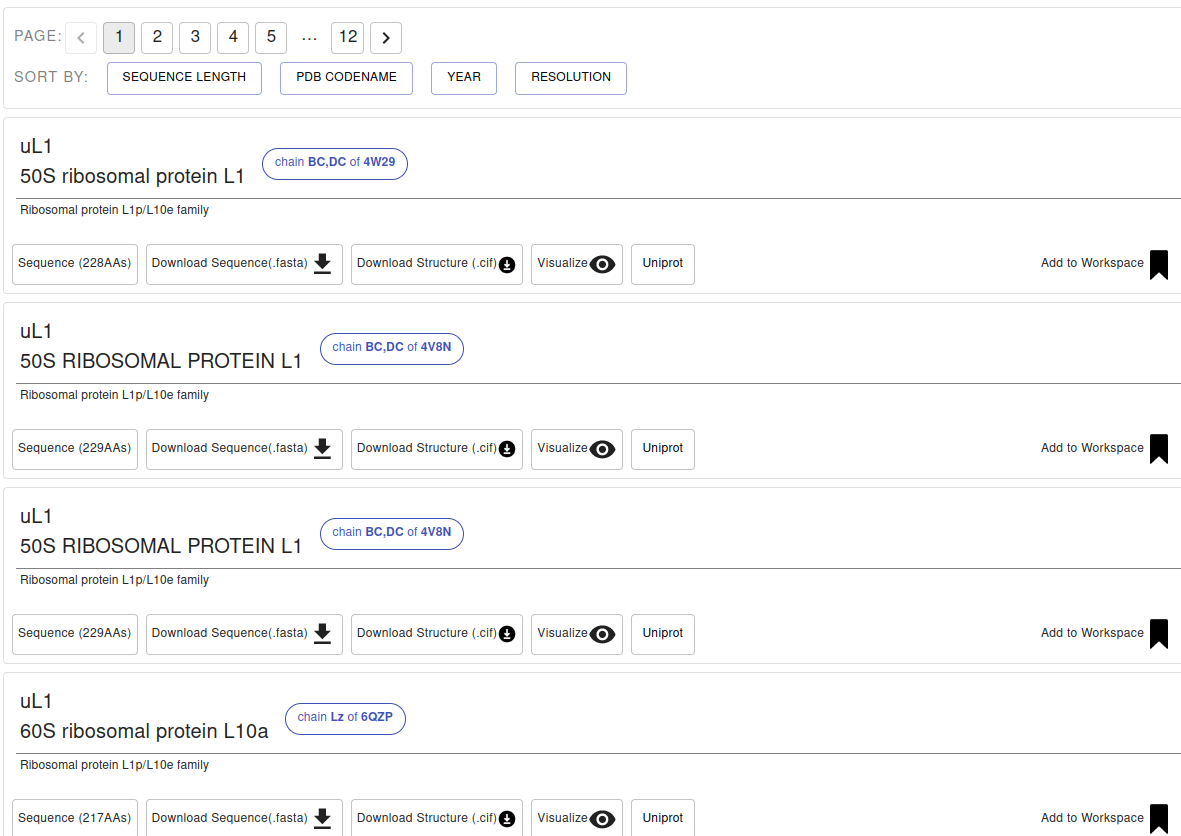 PAGE: 1 2 3 4 5 ... 12
SORT BY: SEQUENCE LENGTH PDB CODENAME YEAR RESOLUTION
uL1
50S ribosomal protein L1 chain BC,DC of 4W29
Ribosomal protein L1p/L10e family
Sequence (228AAs) Download Sequence(.fasta) Download Structure (.cif) Visualize Uniprot Add to Workspace
uL1
50S RIBOSOMAL PROTEIN L1 chain BC,DC of 4V8N
Ribosomal protein L1p/L10e family
Sequence (229AAs) Download Sequence(.fasta) Download Structure (.cif) Visualize Uniprot Add to Workspace
uL1
50S RIBOSOMAL PROTEIN L1 chain BC,DC of 4V8N
Ribosomal protein L1p/L10e family
Sequence (229AAs) Download Sequence(.fasta) Download Structure (.cif) Visualize Uniprot Add to Workspace
uL1
60S ribosomal protein L10a chain Lz of 6QZP
Ribosomal protein L1p/L10e family
Sequence (217AAs) Download Sequence(.fasta) Download Structure (.cif) Visualize Uniprot Add to Workspace